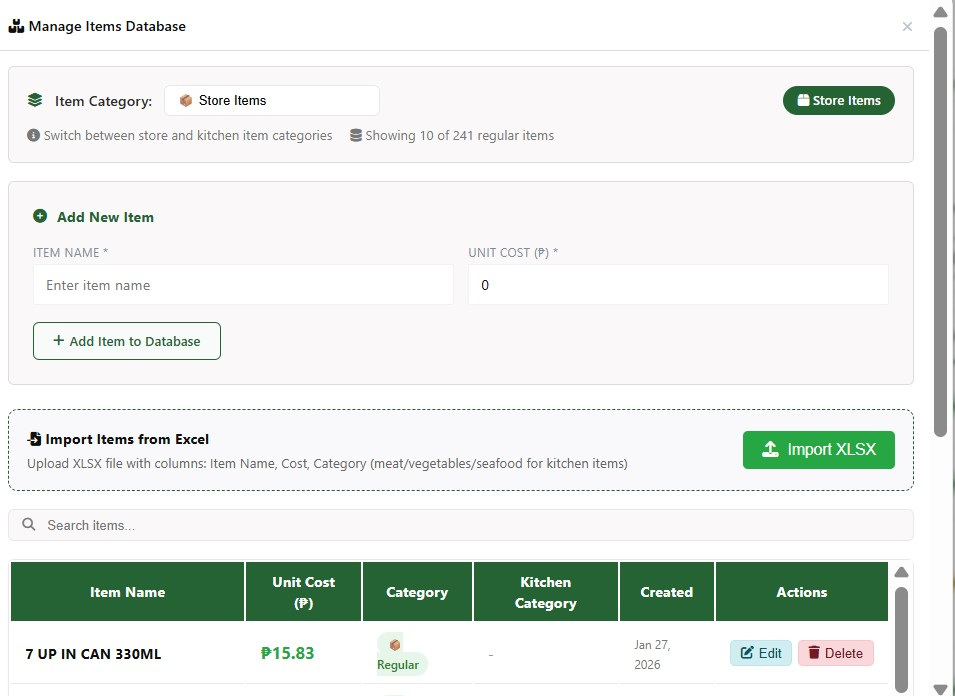 Manage Items Database
×
Item Category:
Store Items
Store Items
Switch between store and kitchen item categories
Showing 10 of 241 regular items
Add New Item
ITEM NAME *
UNIT COST (₱) *
Enter item name
0
+ Add Item to Database
Import Items from Excel
Upload XLSX file with columns: Item Name, Cost, Category (meat/vegetables/seafood for kitchen items)
Import XLSX
Search items...
Item Name
Unit Cost
(₱)
Category
Kitchen
Category
Created
Actions
7 UP IN CAN 330ML
₱15.83
Regular
-
Jan 27,
2026
Edit
Delete